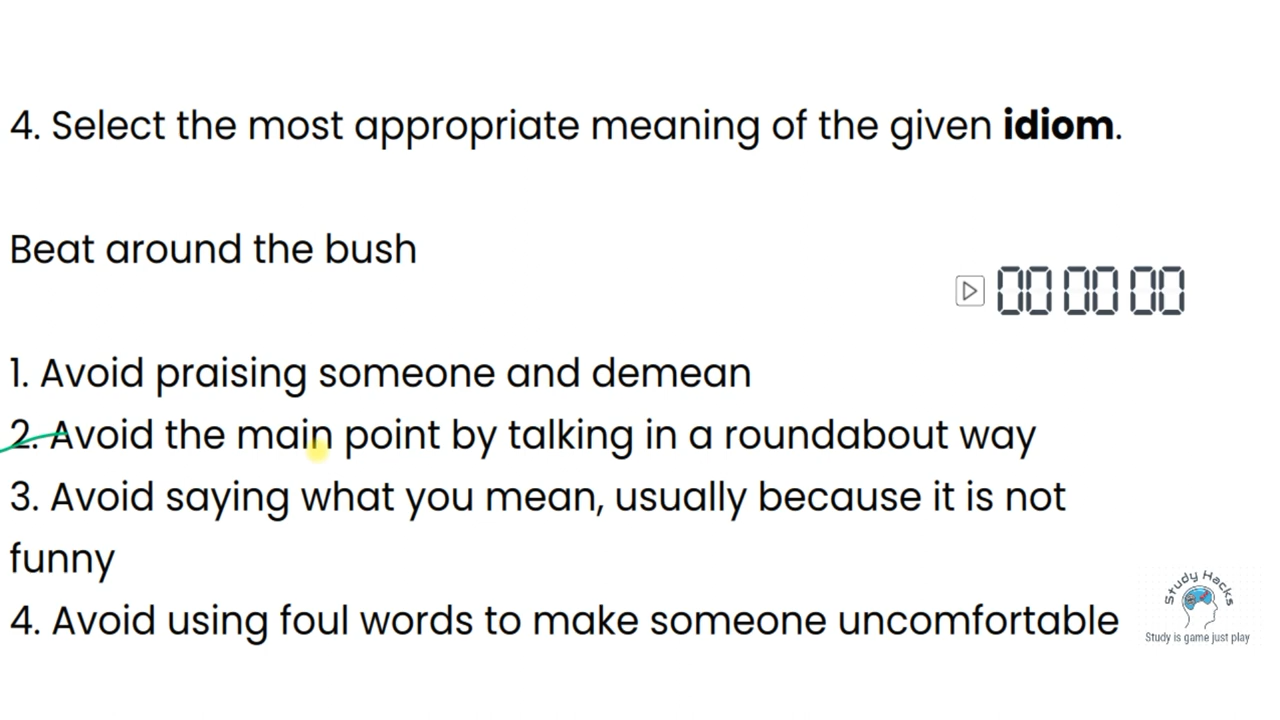 4. Select the most appropriate meaning of the given idiom.
Beat around the bush
00 00 00
1. Avoid praising someone and demean
2. Avoid the main point by talking in a roundabout way
3. Avoid saying what you mean, usually because it is not
funny
4. Avoid using foul words to make someone uncomfortable
Study Hacks
Study is game just play